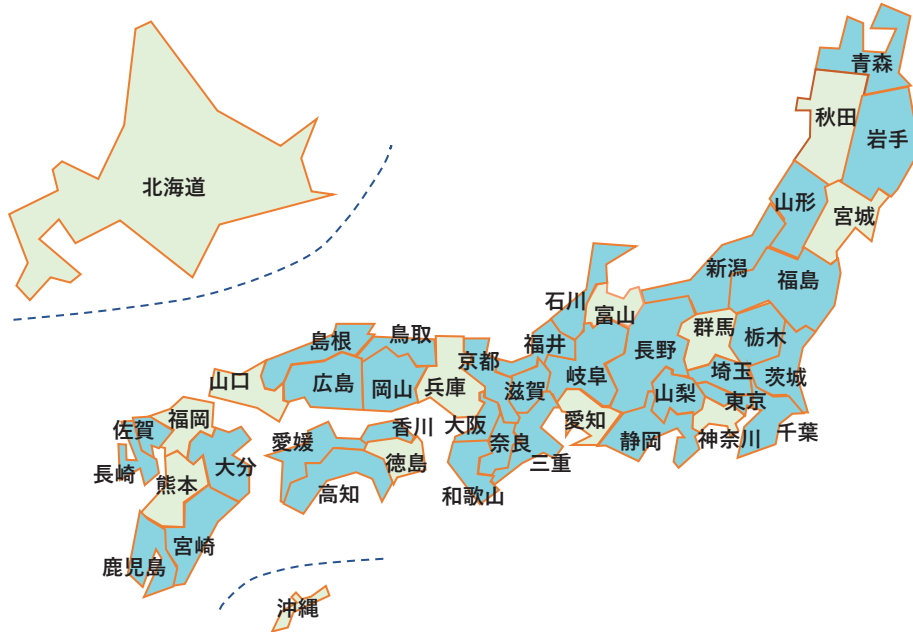 青森
秋田
岩手
北海道
山形
宮城
新潟
福島
石川
富山
群馬
栃木
島根
鳥取
福井
長野
京都
埼玉
茨城
山口
広島
岡山
兵庫
滋賀
岐阜
山梨
東京
福岡
香川
大阪
愛知
千葉
佐賀
愛媛
奈良
静岡
神奈川
長崎
大分
徳島
三重
熊本
高知
和歌山
宮崎
鹿児島
沖縄